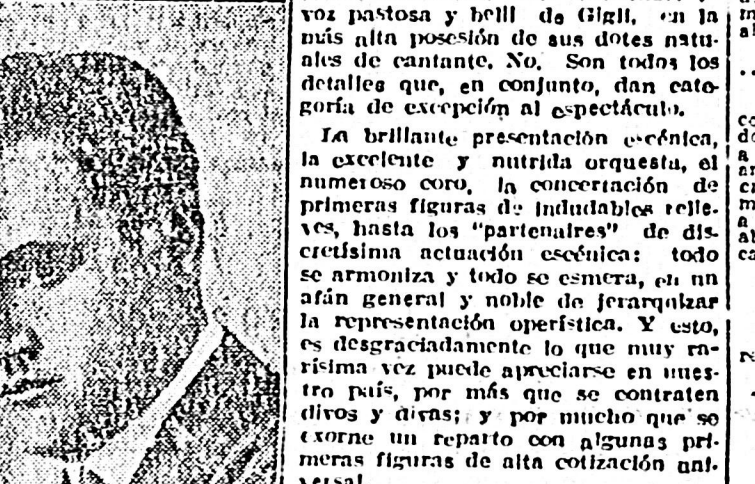 voz pastosa y belli de Gigli, en la
más alta posesión de sus dotes natu-
ales de cantante. No. Son todos los
detalles que, en conjunto, dan cate-
goría de excepción al espectáculo.
La brillante presentación escénica,
la excelente y nutrida orquesta, el
numeroso coro, la concertación de
primeras figuras de indudables relie-
ves, hasta los "partenaires" de dis-
cretísima actuación escénica: todo
se armoniza y todo se esmera, en un
afán general y noble de jerarquizar
la representación operística. Y esto,
es desgraciadamente lo que muy ra-
rísima vez puede apreciarse en nues-
tro país, por más que se contraten
divos y divas; y por mucho que se
exorne un reparto con algunas pri-
meras figuras de alta cotización uni-
versal